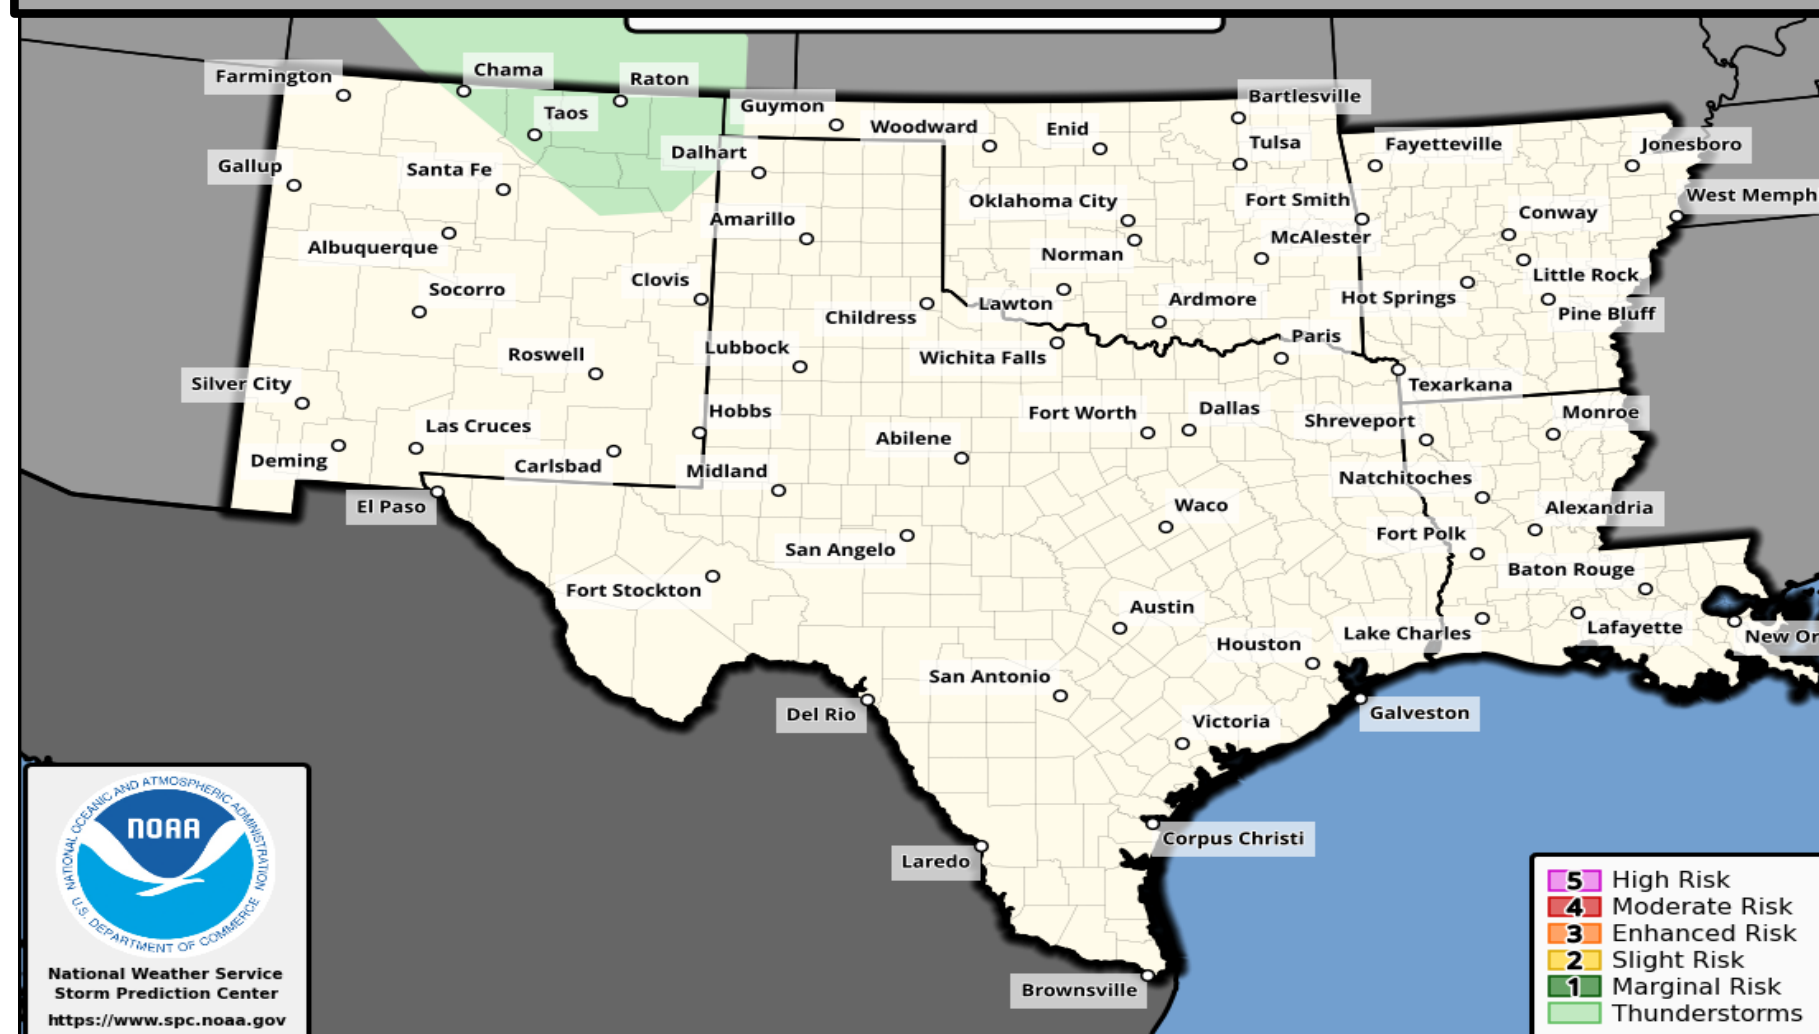 Farmington
Chama
Raton
Taos
Guymon
Woodward
Enid
Bartlesville
Tulsa
Fayetteville
Jonesboro
Gallup
Santa Fe
Dalhart
West Memph
Oklahoma City
Fort Smith
Conway
Amarillo
Albuquerque
McAlester
Norman
Little Rock
Socorro
Clovis
Childress
Lawton
Ardmore
Hot Springs
Pine Bluff
Paris
Roswell
Lubbock
Wichita Falls
Silver City
Texarkana
Hobbs
Fort Worth
Dallas
Shreveport
Monroe
Las Cruces
Abilene
Deming
Carlsbad
Midland
Natchitoches
El Paso
Waco
Alexandria
San Angelo
Fort Polk
Baton Rouge
Fort Stockton
Austin
Lake Charles
Lafayette
New Or
Houston
San Antonio
Del Rio
Victoria
Galveston
Corpus Christi
Laredo
Brownsville
NATIONAL OCEANIC AND ATMOSPHERIC ADMINISTRATION
NOAA
U.S. DEPARTMENT OF COMMERCE
National Weather Service
Storm Prediction Center
https://www.spc.noaa.gov
5 High Risk
4 Moderate Risk
3 Enhanced Risk
2 Slight Risk
1 Marginal Risk
Thunderstorms